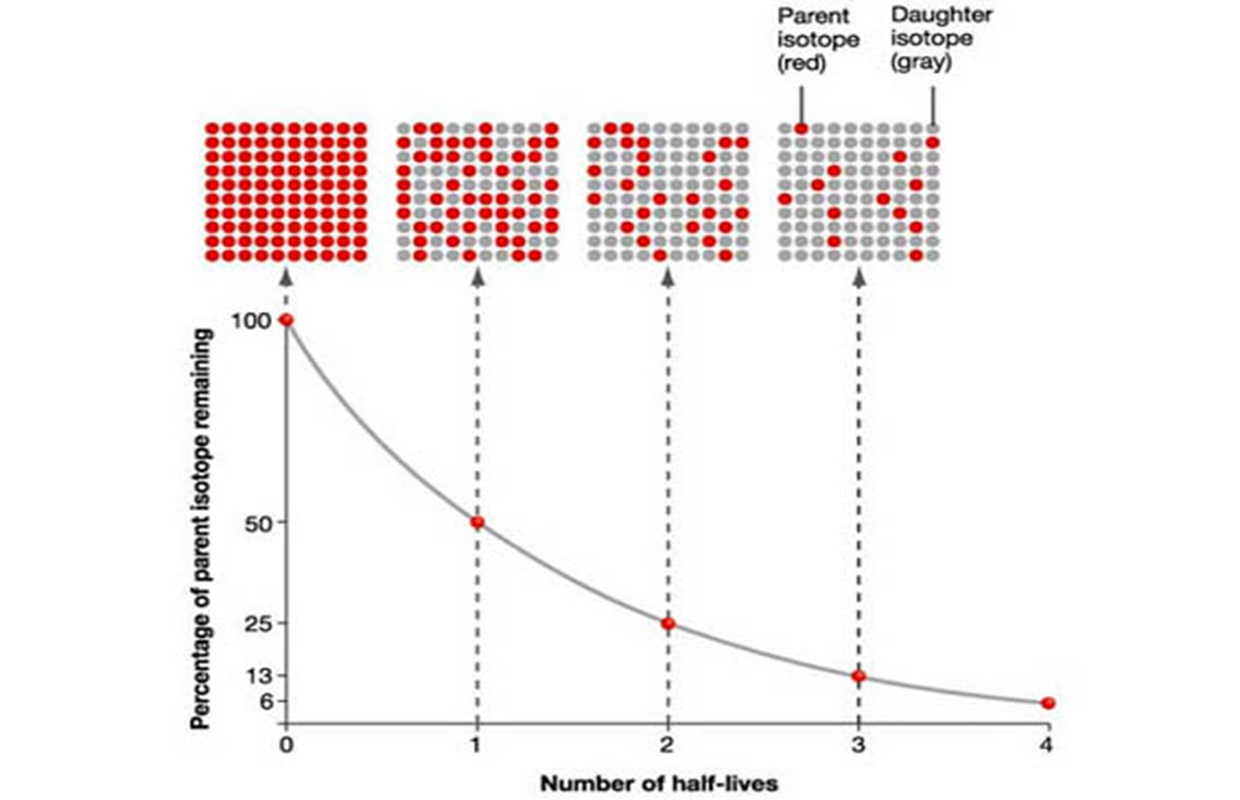 Parent
isotope
(red)
Daughter
isotope
(gray)
Percentage of parent isotope remaining
100
50
25
13
6
0 1 2 3 4
Number of half-lives